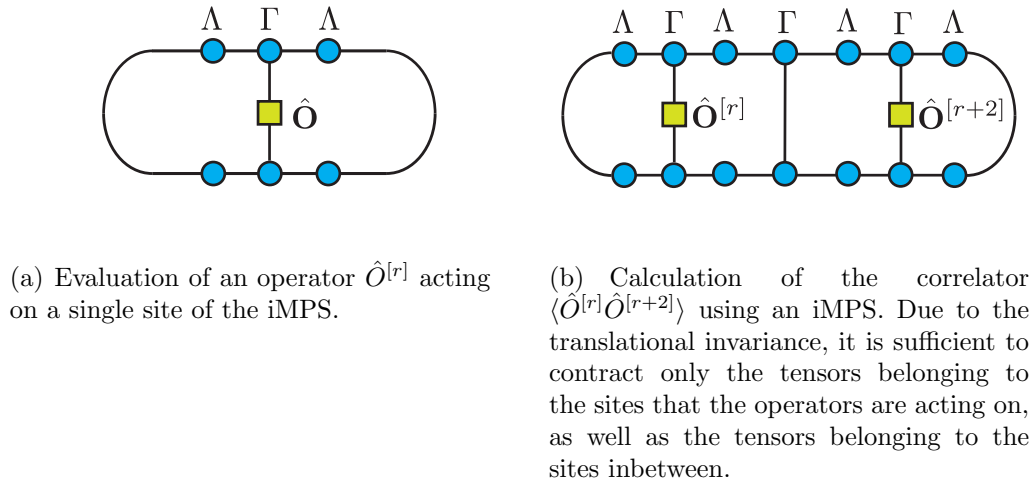 Λ Γ Λ
Ô
Λ Γ Λ Γ Λ Γ Λ
Ô^{[r]} Ô^{[r+2]}
(a) Evaluation of an operator Ô^{[r]} acting
on a single site of the iMPS.
(b) Calculation of the correlator
⟨Ô^{[r]}Ô^{[r+2]}⟩ using an iMPS. Due to the
translational invariance, it is sufficient to
contract only the tensors belonging to
the sites that the operators are acting on,
as well as the tensors belonging to the
sites inbetween.